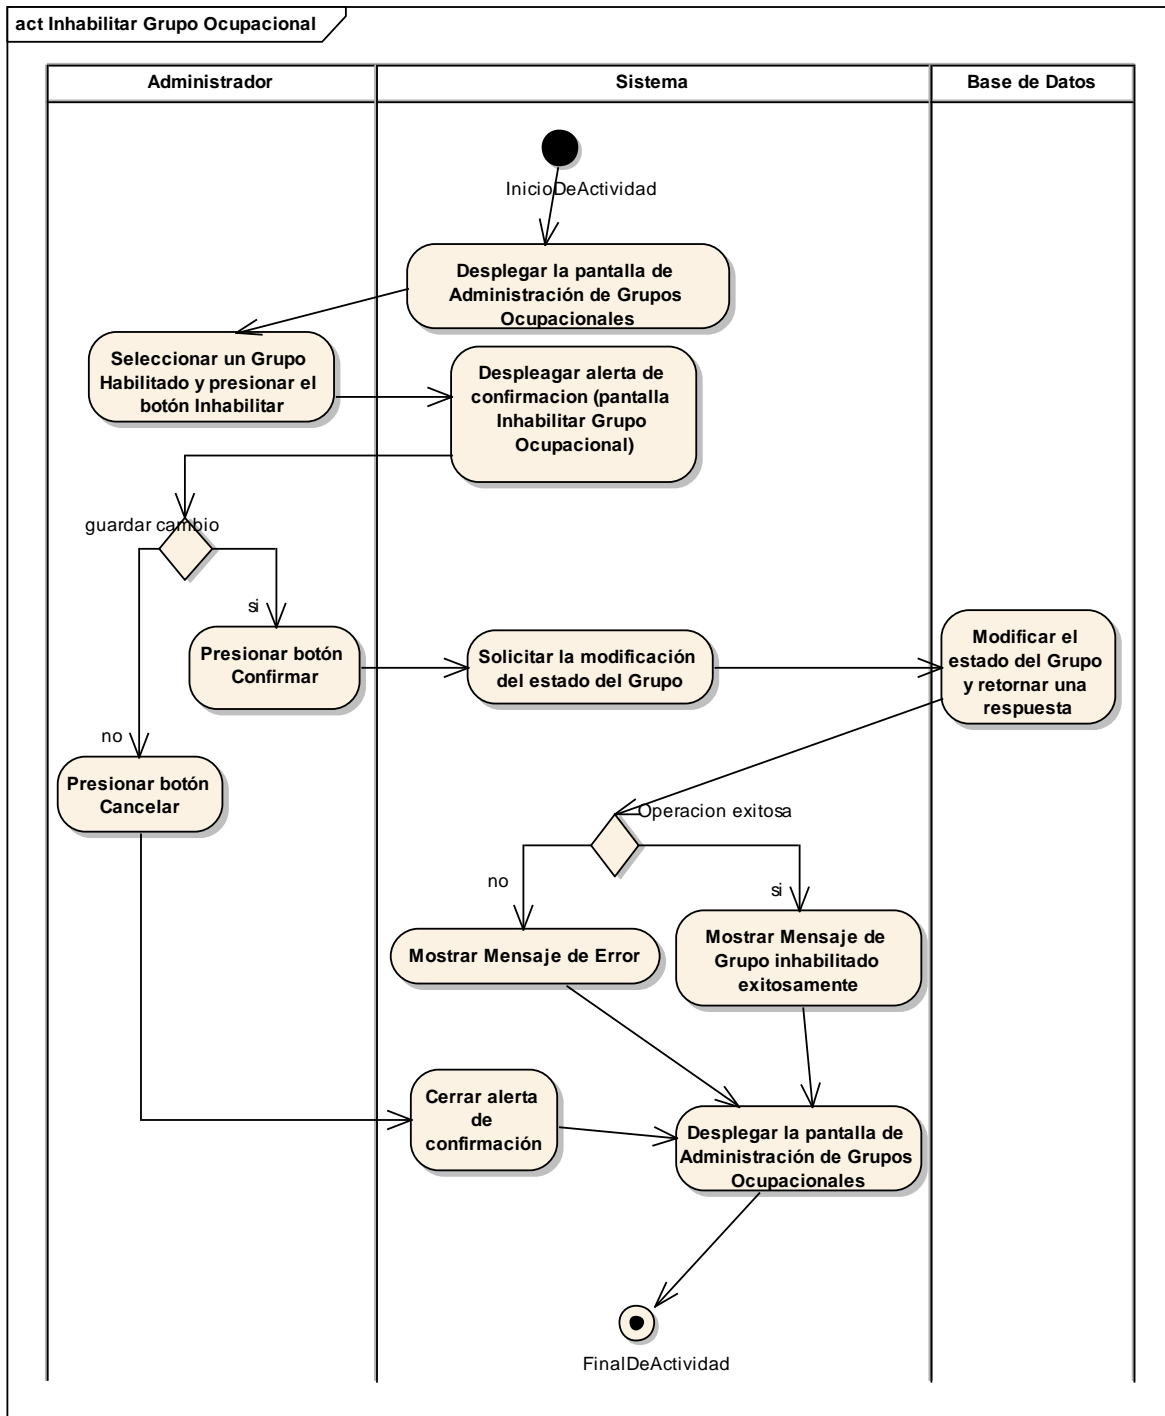 act Inhabilitar Grupo Ocupacional
Administrador
Sistema
Base de Datos
InicioDeActividad
Desplegar la pantalla de
Administración de Grupos
Ocupacionales
Seleccionar un Grupo
Habilitado y presionar el
botón Inhabilitar
Despleagar alerta de
confirmacion (pantalla
Inhabilitar Grupo
Ocupacional)
guardar cambio
si
Presionar botón
Confirmar
Solicitar la modificación
del estado del Grupo
Modificar el
estado del Grupo
y retornar una
respuesta
no
Presionar botón
Cancelar
Operacion exitosa
no
si
Mostrar Mensaje de Error
Mostrar Mensaje de
Grupo inhabilitado
exitosamente
Cerrar alerta
de
confirmación
Desplegar la pantalla de
Administración de Grupos
Ocupacionales
FinalDeActividad